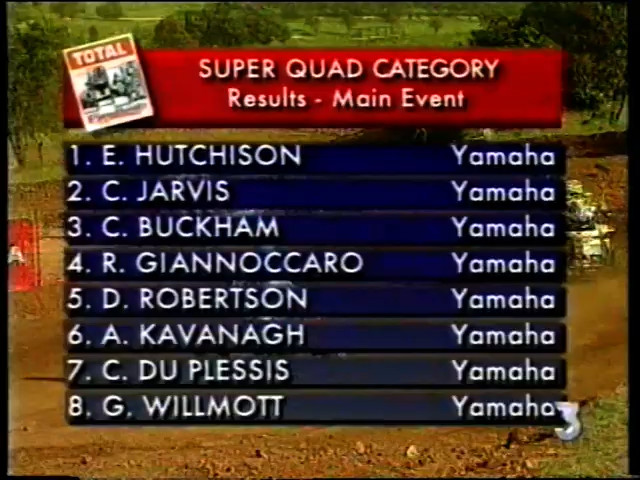 TOTAL
SUPER QUAD CATEGORY
Results - Main Event
1. E. HUTCHISON Yamaha
2. C. JARVIS Yamaha
3. C. BUCKHAM Yamaha
4. R. GIANNOCCARO Yamaha
5. D. ROBERTSON Yamaha
6. A. KAVANAGH Yamaha
7. C. DU PLESSIS Yamaha
8. G. WILLMOTT Yamaha
3